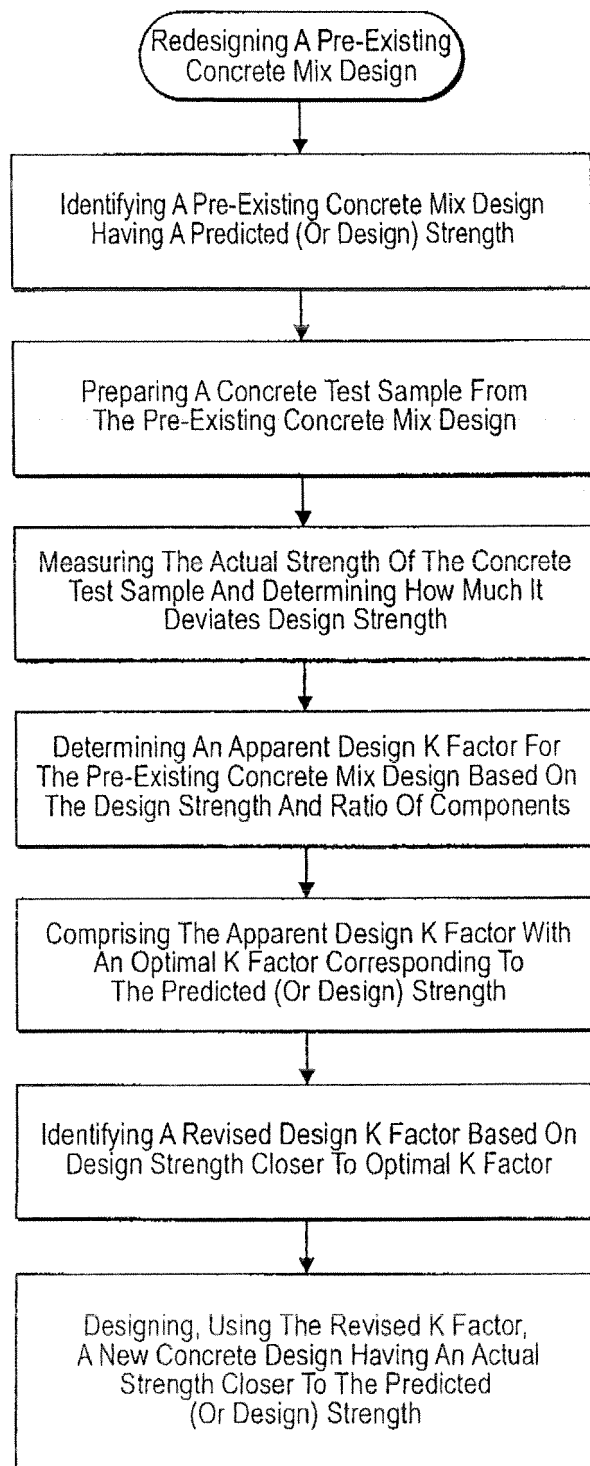 Redesigning A Pre-Existing
Concrete Mix Design
Identifying A Pre-Existing Concrete Mix Design
Having A Predicted (Or Design) Strength
Preparing A Concrete Test Sample From
The Pre-Existing Concrete Mix Design
Measuring The Actual Strength Of The Concrete
Test Sample And Determining How Much It
Deviates Design Strength
Determining An Apparent Design K Factor For
The Pre-Existing Concrete Mix Design Based On
The Design Strength And Ratio Of Components
Comprising The Apparent Design K Factor With
An Optimal K Factor Corresponding To
The Predicted (Or Design) Strength
Identifying A Revised Design K Factor Based On
Design Strength Closer To Optimal K Factor
Designing, Using The Revised K Factor,
A New Concrete Design Having An Actual
Strength Closer To The Predicted
(Or Design) Strength